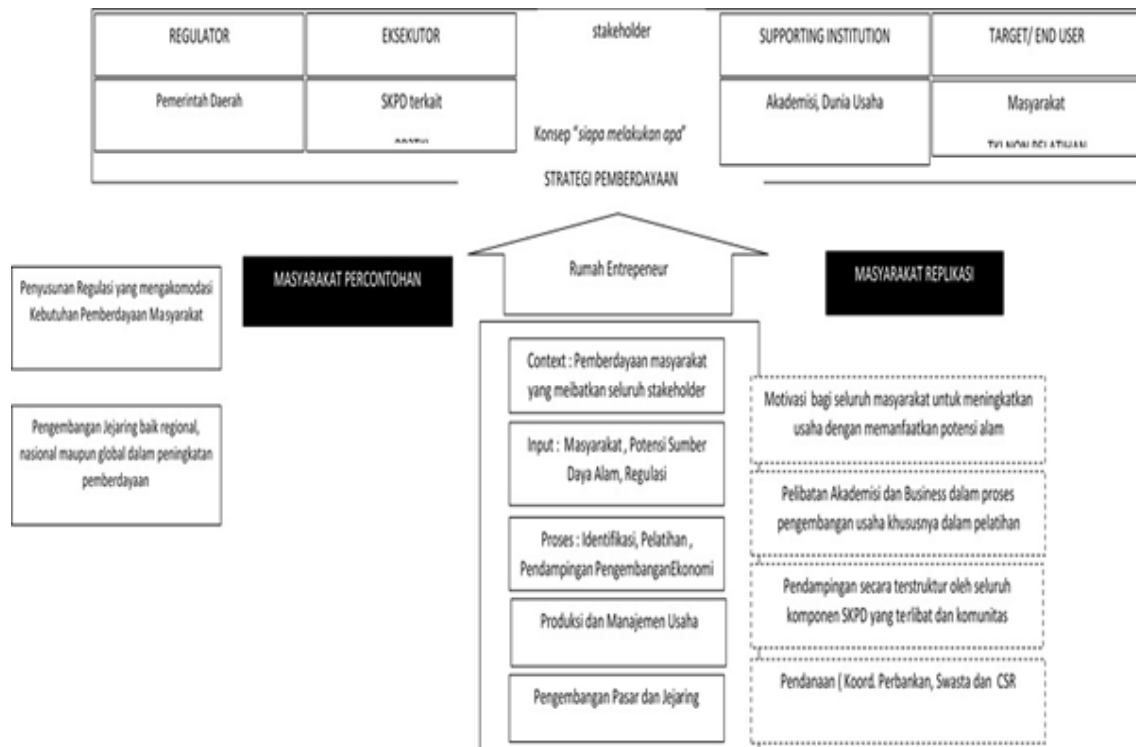 REGULATOR
EKSEKUTOR
stakeholder
SUPPORTING INSTITUTION
TARGET/ END USER
Pemerintah Daerah
SKPD terkait
Akademisi, Dunia Usaha
Masyarakat
Konsep "siapa melakukan apa"
STRATEGI PEMBERDAYAAN
Penyusunan Regulasi yang mengakomodasi
Kebutuhan Pemberdayaan Masyarakat
Pengembangan Jejaring baik regional,
nasional maupun global dalam peningkatan
pemberdayaan
MASYARAKAT PERCONTOHAN
Rumah Entrepeneur
MASYARAKAT REPLIKASI
Context : Pemberdayaan masyarakat
yang meibatkan seluruh stakeholder
Input : Masyarakat , Potensi Sumber
Daya Alam, Regulasi
Proses : Identifikasi, Pelatihan ,
Pendampingan PengembanganEkonomi
Produksi dan Manajemen Usaha
Pengembangan Pasar dan Jejaring
Motivasi bagi seluruh masyarakat untuk meningkatkan
usaha dengan memanfaatkan potensi alam
Pelibatan Akademisi dan Business dalam proses
pengembangan usaha khususnya dalam pelatihan
Pendampingan secara terstruktur oleh seluruh
komponen SKPD yang terlibat dan komunitas
Pendanaan ( Koord. Perbankan, Swasta dan CSR